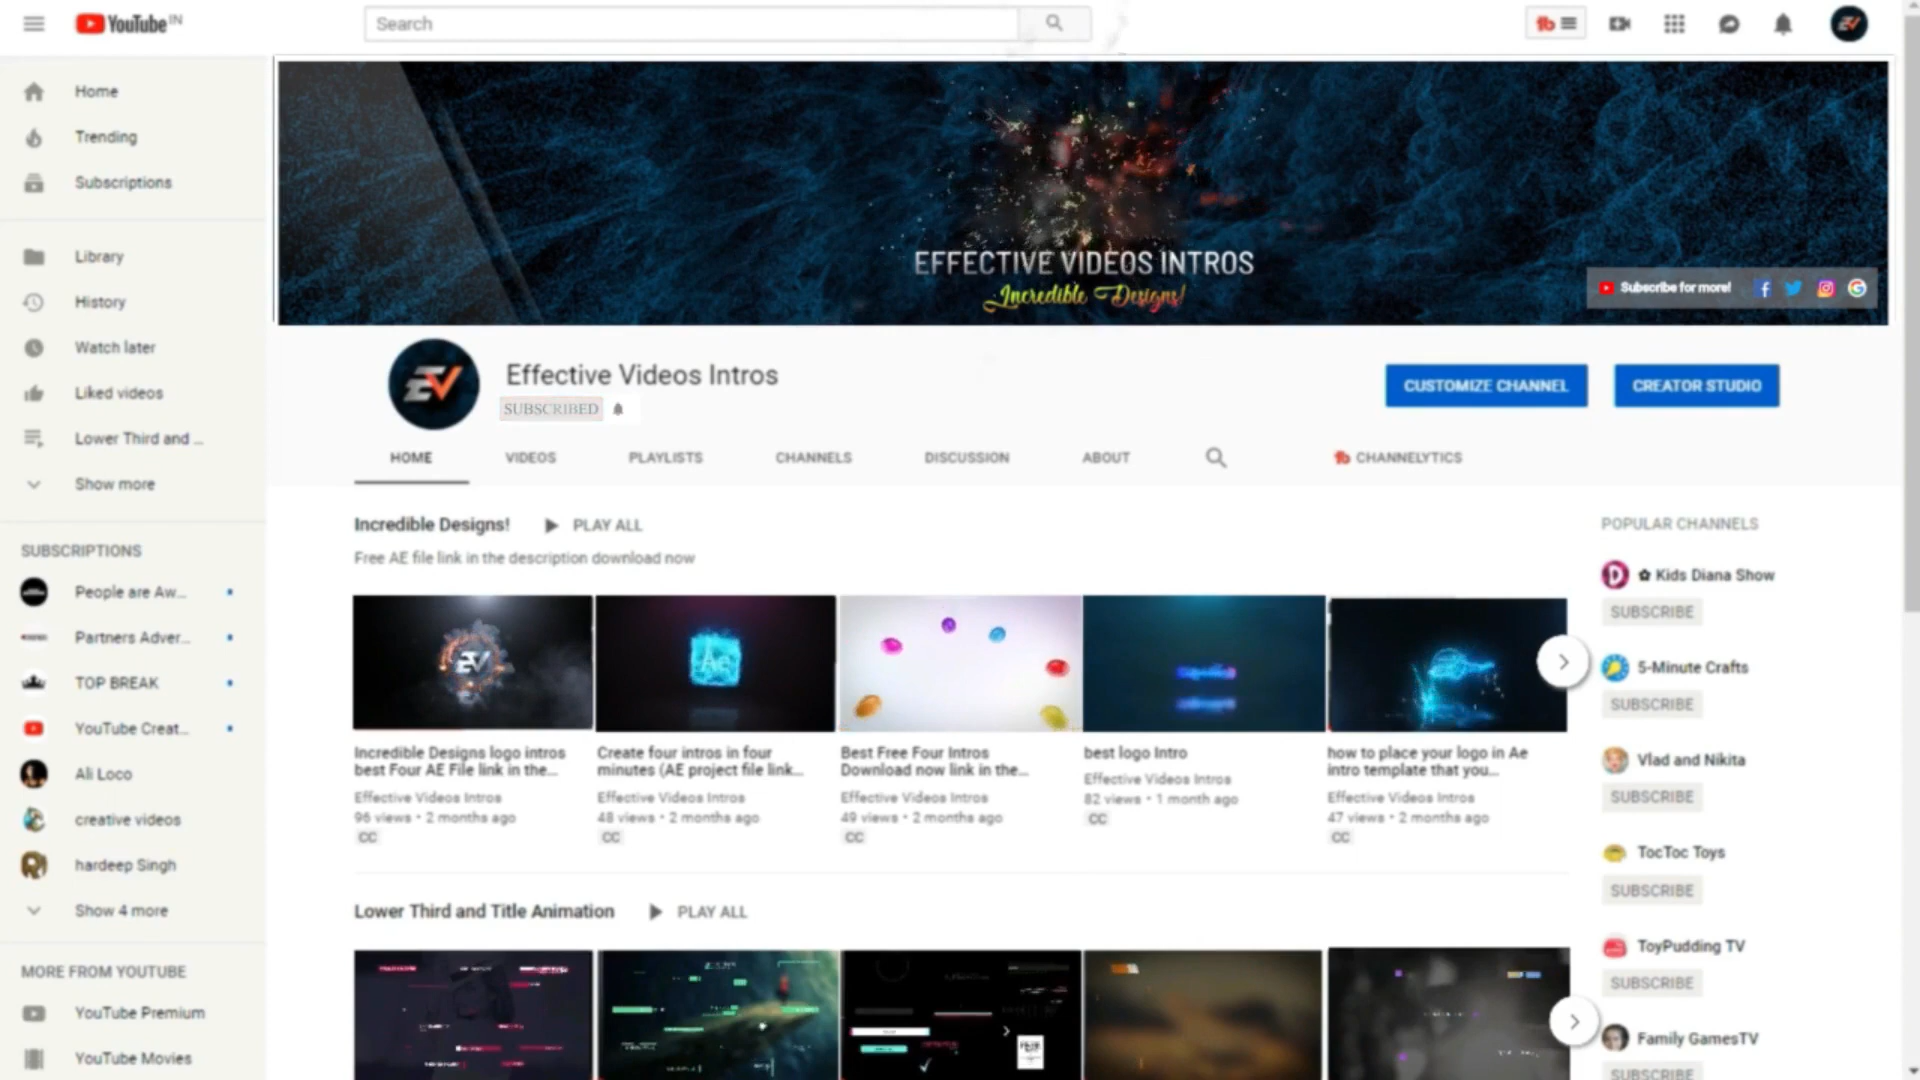 YouTube IN
Search
Home
Trending
Subscriptions
Library
History
Watch later
Liked videos
Lower Third and ...
Show more
SUBSCRIPTIONS
People are Aw...
Partners Adver...
TOP BREAK
YouTube Creat...
Ali Loco
creative videos
hardeep Singh
Show 4 more
MORE FROM YOUTUBE
YouTube Premium
YouTube Movies
EFFECTIVE VIDEOS INTROS
Incredible Designs!
Subscribe for more!
EV
Effective Videos Intros
SUBSCRIBED
CUSTOMIZE CHANNEL
CREATOR STUDIO
HOME VIDEOS PLAYLISTS CHANNELS DISCUSSION ABOUT CHANNELYTICS
Incredible Designs! PLAY ALL
Free AE file link in the description download now
Incredible Designs logo intros
best Four AE File link in the...
Effective Videos Intros
96 views • 2 months ago
CC
Create four intros in four
minutes (AE project file link...
Effective Videos Intros
48 views • 2 months ago
CC
Best Free Four Intros
Download now link in the...
Effective Videos Intros
49 views • 2 months ago
CC
best logo Intro
Effective Videos Intros
82 views • 1 month ago
CC
how to place your logo in Ae
intro template that you...
Effective Videos Intros
47 views • 2 months ago
CC
Lower Third and Title Animation PLAY ALL
POPULAR CHANNELS
✿ Kids Diana Show
SUBSCRIBE
5-Minute Crafts
SUBSCRIBE
Vlad and Nikita
SUBSCRIBE
TocToc Toys
SUBSCRIBE
ToyPudding TV
SUBSCRIBE
Family GamesTV
SUBSCRIBE